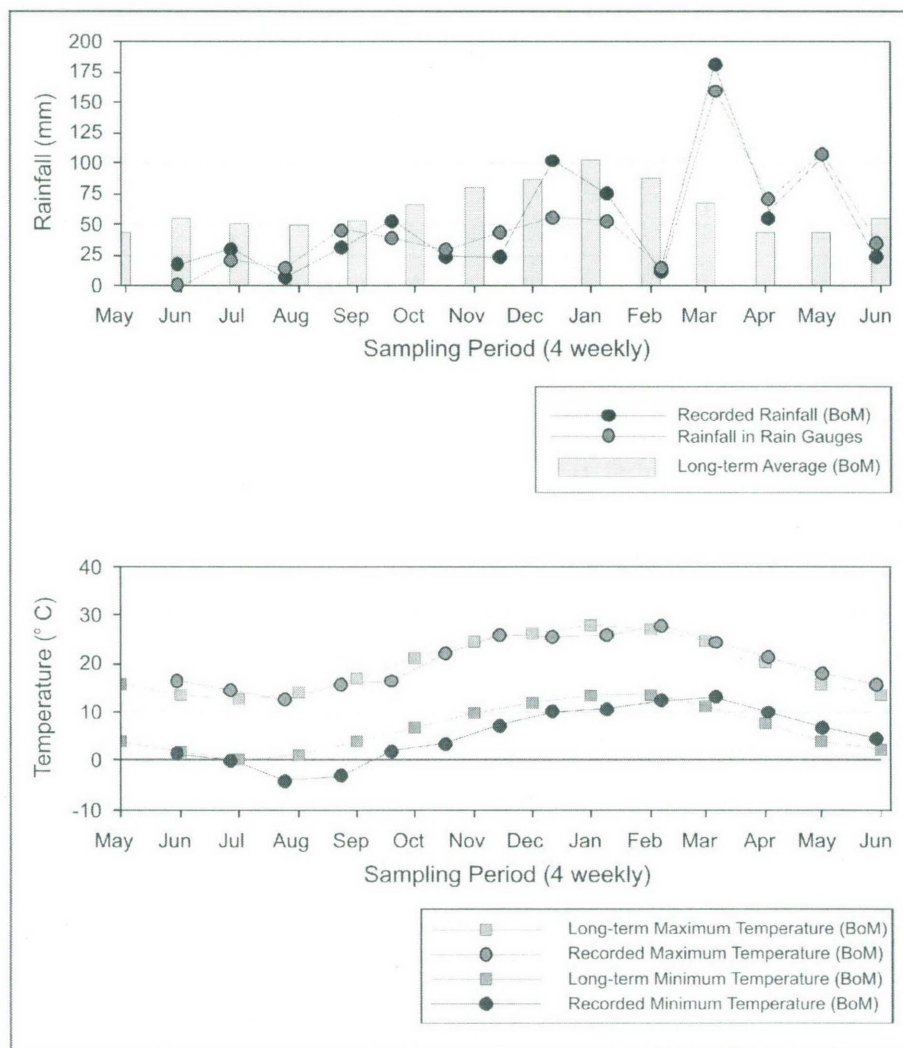 200
175
150
125
100
75
50
25
0
Rainfall (mm)
May Jun Jul Aug Sep Oct Nov Dec Jan Feb Mar Apr May Jun
Sampling Period (4 weekly)
Recorded Rainfall (BoM)
Rainfall in Rain Gauges
Long-term Average (BoM)
40
30
20
10
0
-10
Temperature (° C)
May Jun Jul Aug Sep Oct Nov Dec Jan Feb Mar Apr May Jun
Sampling Period (4 weekly)
Long-term Maximum Temperature (BoM)
Recorded Maximum Temperature (BoM)
Long-term Minimum Temperature (BoM)
Recorded Minimum Temperature (BoM)